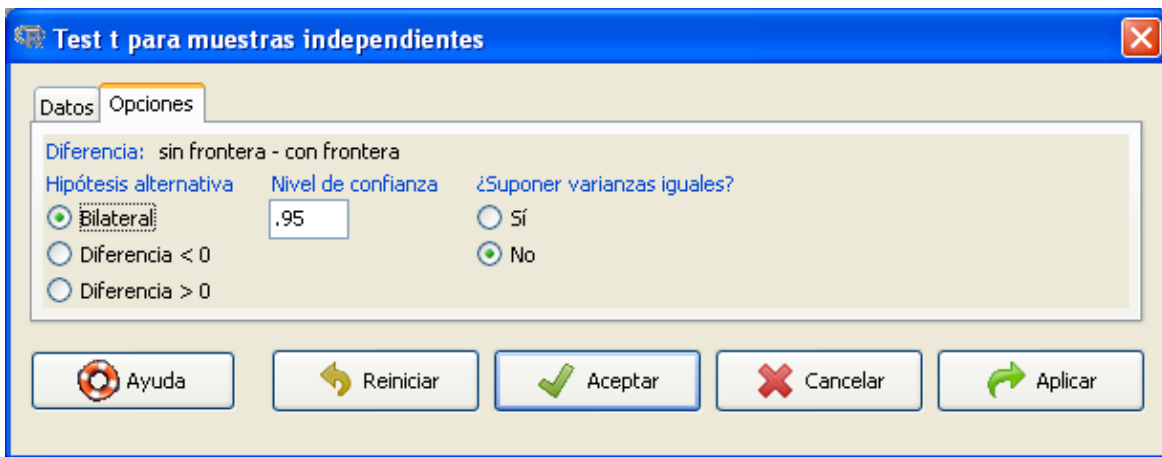 Test t para muestras independientes
Datos Opciones
Diferencia: sin frontera - con frontera
Hipótesis alternativa Nivel de confianza ¿Suponer varianzas iguales?
Bilateral .95 Sí
Diferencia < 0 No
Diferencia > 0
Ayuda Reiniciar Aceptar Cancelar Aplicar